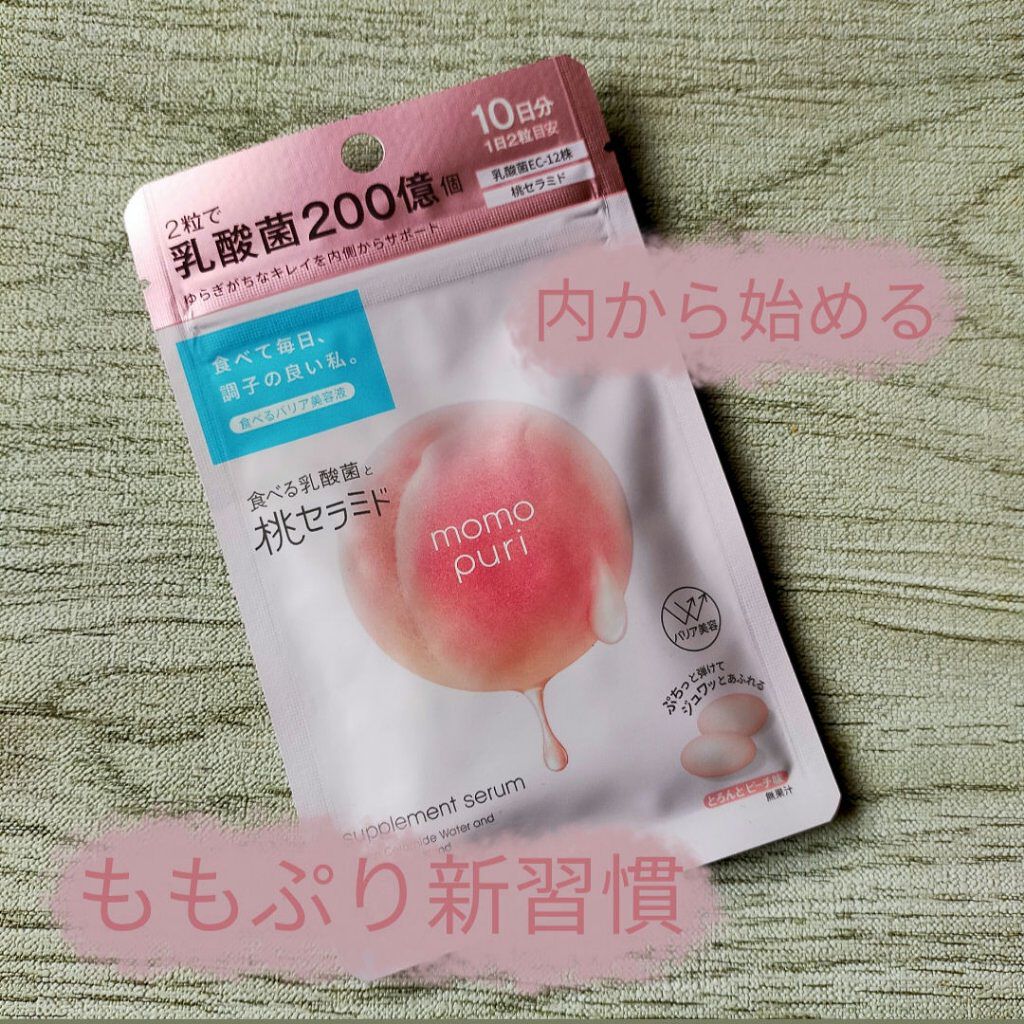 10日分
1日2粒目安
乳酸菌EC-12株
桃セラミド
2粒で
乳酸菌200億個
ゆらぎがちなキレイを内側からサポート
内から始める
食べて毎日、
調子の良い私。
食べるバリア美容液
食べる乳酸菌と
桃セラミド
momo
puri
バリア美容
ぷちっと弾けて
ジュワッとあふれる
とろんとピーチ味
無果汁
supplement serum
Water and
ももぷり新習慣